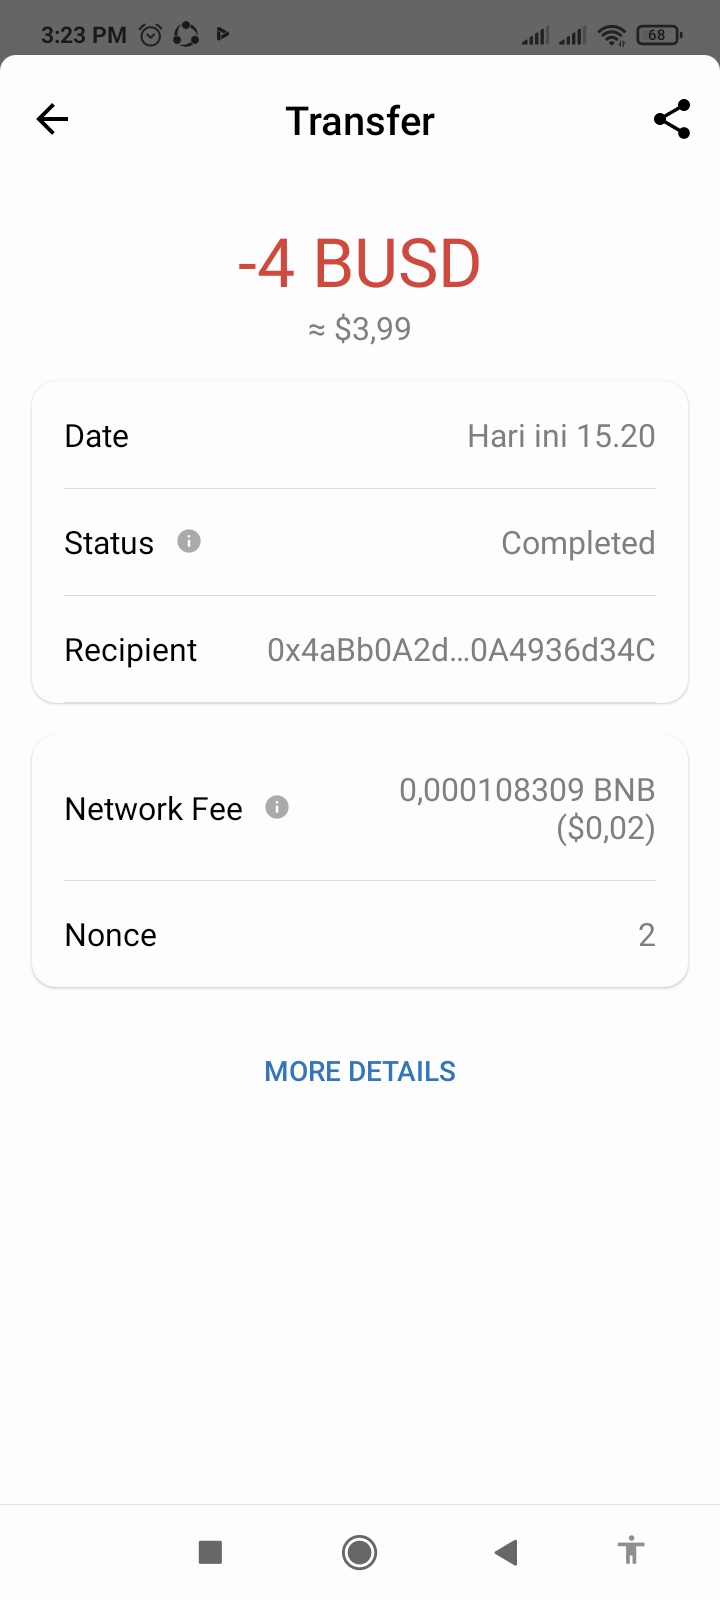 3:23 PM
68
Transfer
-4 BUSD
≈ $3,99
Date
Hari ini 15.20
Status
Completed
Recipient
0x4aBb0A2d...0A4936d34C
Network Fee
0,000108309 BNB
($0,02)
Nonce
2
MORE DETAILS